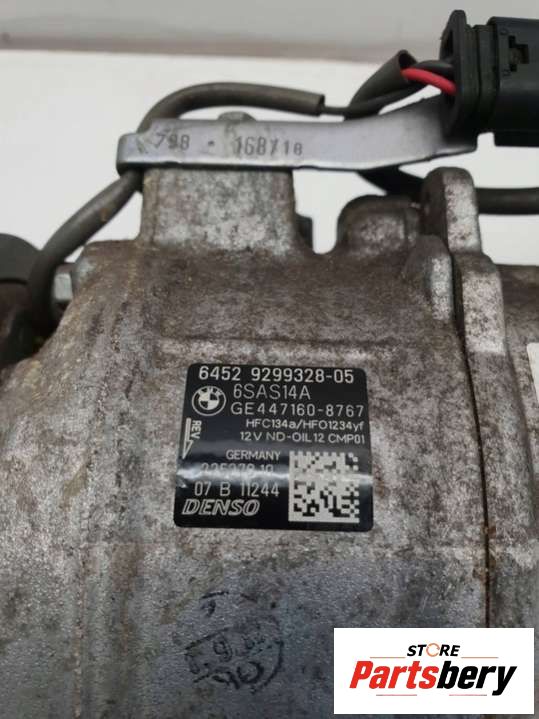 798 - 168718
6452 9299328-05
6SAS14A
GE447160-8767
HFC134a/HFO1234yf
12V ND-OIL12 CMP01
REV.
GERMANY
07 B 11244
DENSO
STORE
Partsbery